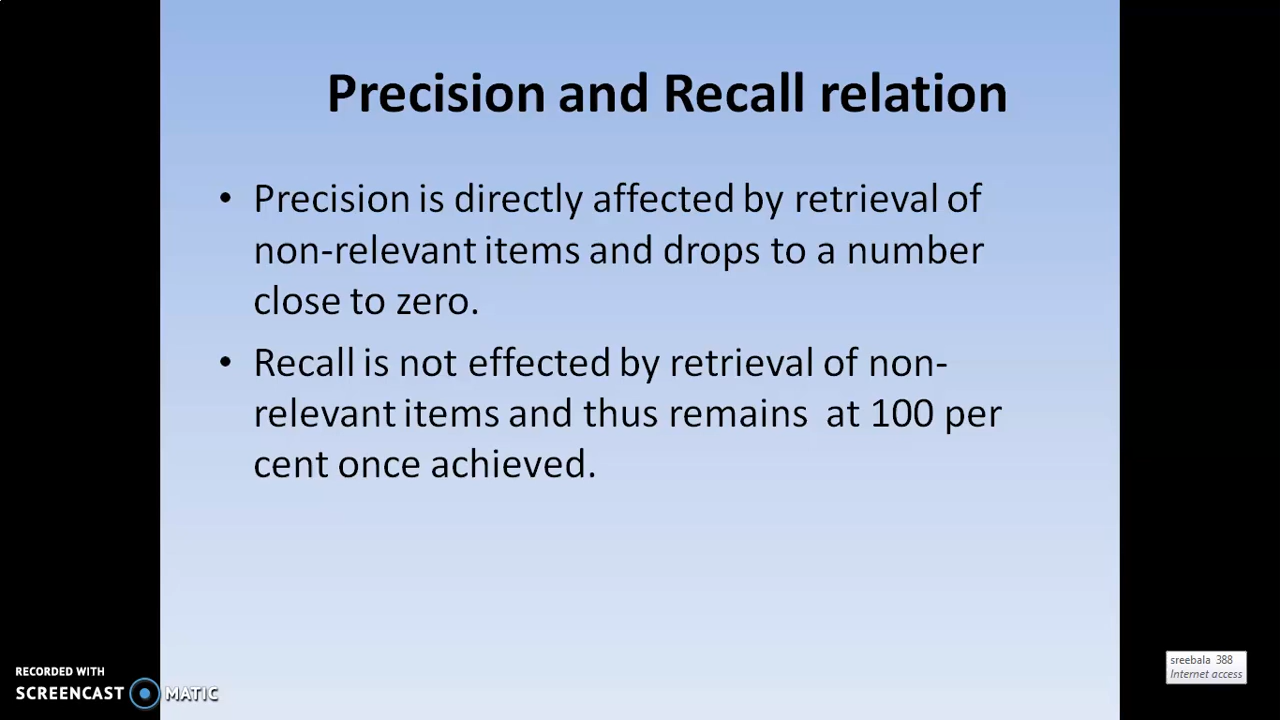 Precision and Recall relation
• Precision is directly affected by retrieval of
non-relevant items and drops to a number
close to zero.
• Recall is not effected by retrieval of non-
relevant items and thus remains at 100 per
cent once achieved.
RECORDED WITH
SCREENCAST MATIC
sreebala 388
Internet access